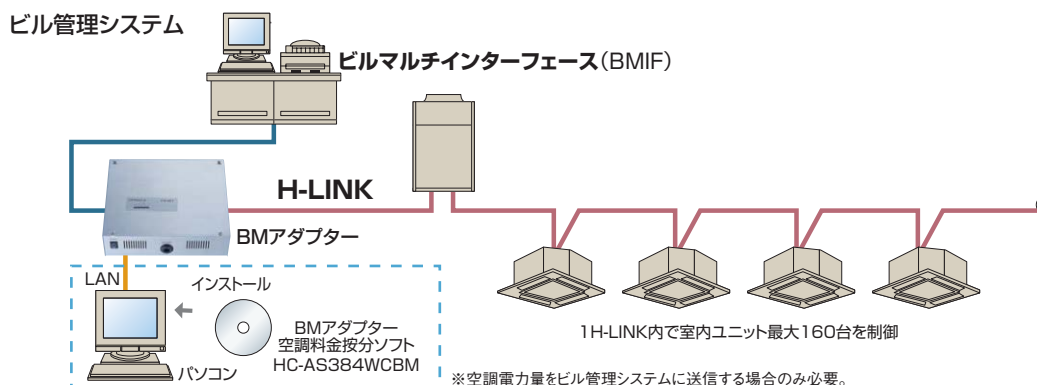 ビル管理システム
ビルマルチインターフェース(BMIF)
H-LINK
BMアダプター
LAN
インストール
BMアダプター
空調料金按分ソフト
HC-AS384WCBM
パソコン
1H-LINK内で室内ユニット最大160台を制御
※空調電力量をビル管理システムに送信する場合のみ必要。